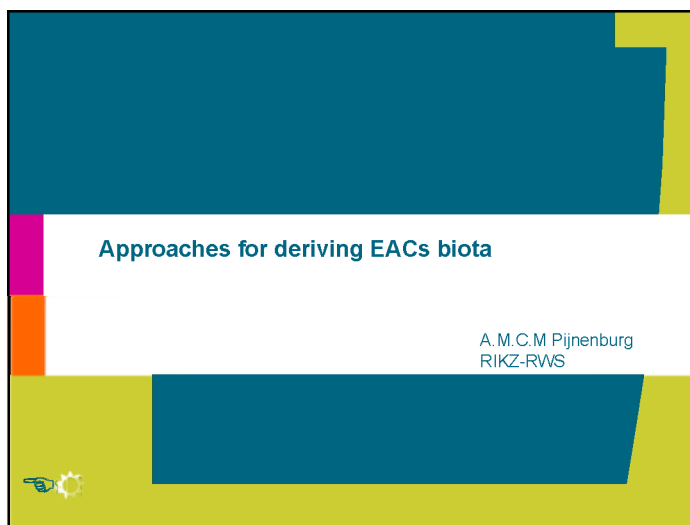 Approaches for deriving EACs biota
A.M.C.M Pijnenburg
RIKZ-RWS